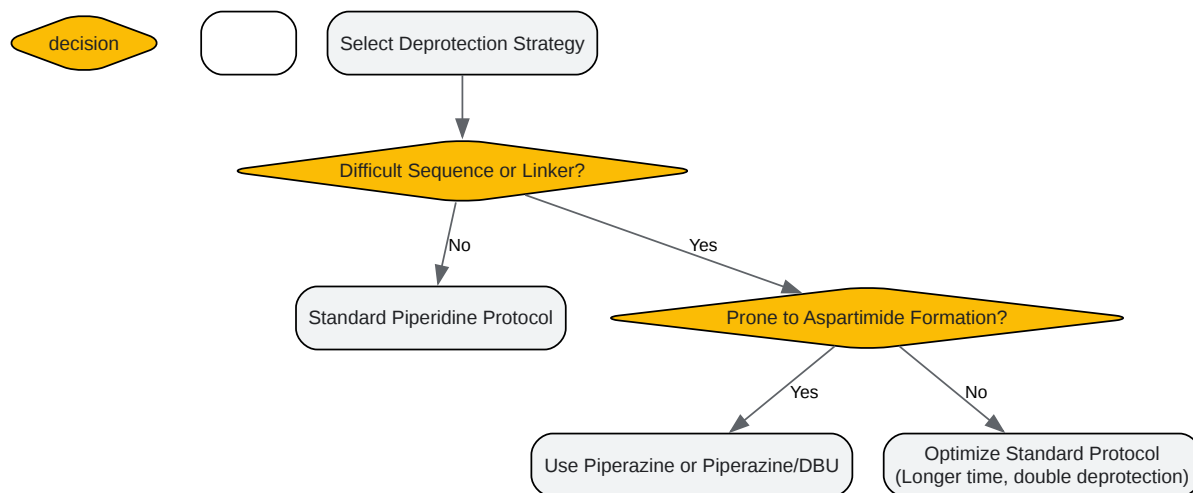 decision
Select Deprotection Strategy
Difficult Sequence or Linker?
No
Yes
Standard Piperidine Protocol
Prone to Aspartimide Formation?
Yes
No
Use Piperazine or Piperazine/DBU
Optimize Standard Protocol
(Longer time, double deprotection)